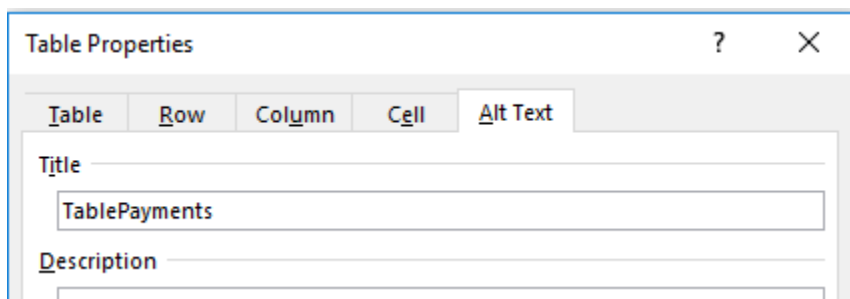 Table Properties ?
Table Row Column Cell Alt Text
Title
TablePayments
Description